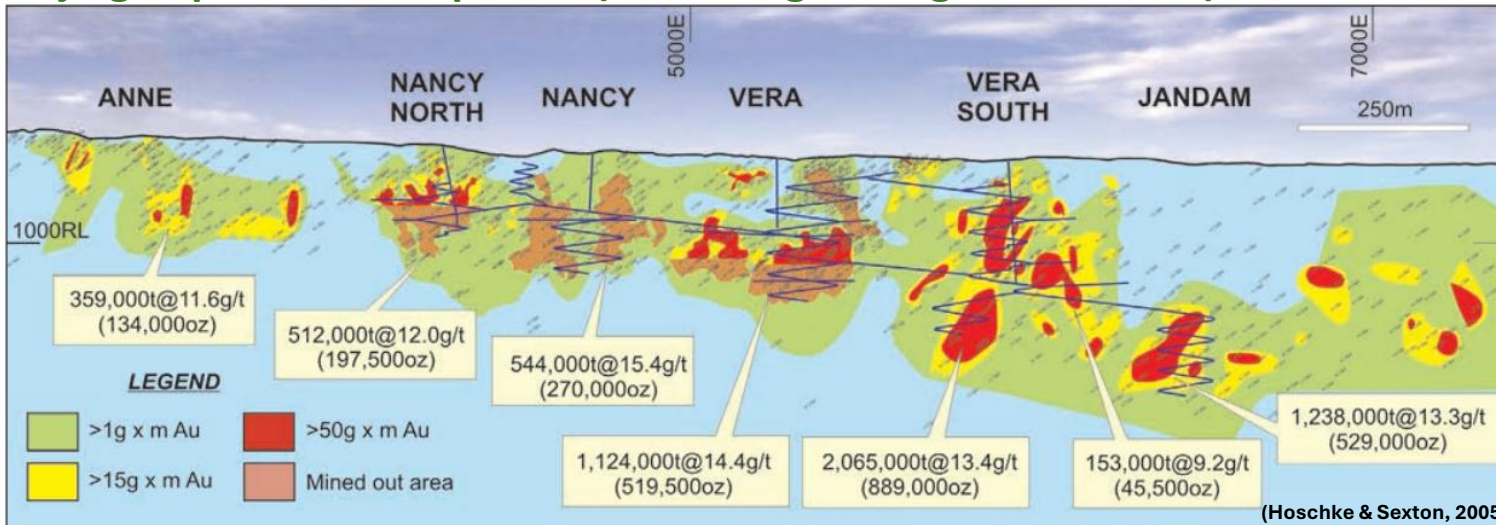 5000E
7000E
ANNE
NANCY
NORTH
NANCY
VERA
VERA
SOUTH
JANDAM
250m
1000RL
359,000t@11.6g/t
(134,000oz)
512,000t@12.0g/t
(197,500oz)
544,000t@15.4g/t
(270,000oz)
1,124,000t@14.4g/t
(519,500oz)
2,065,000t@13.4g/t
(889,000oz)
153,000t@9.2g/t
(45,500oz)
1,238,000t@13.3g/t
(529,000oz)
LEGEND
>1g x m Au
>50g x m Au
>15g x m Au
Mined out area
(Hoschke & Sexton, 2005